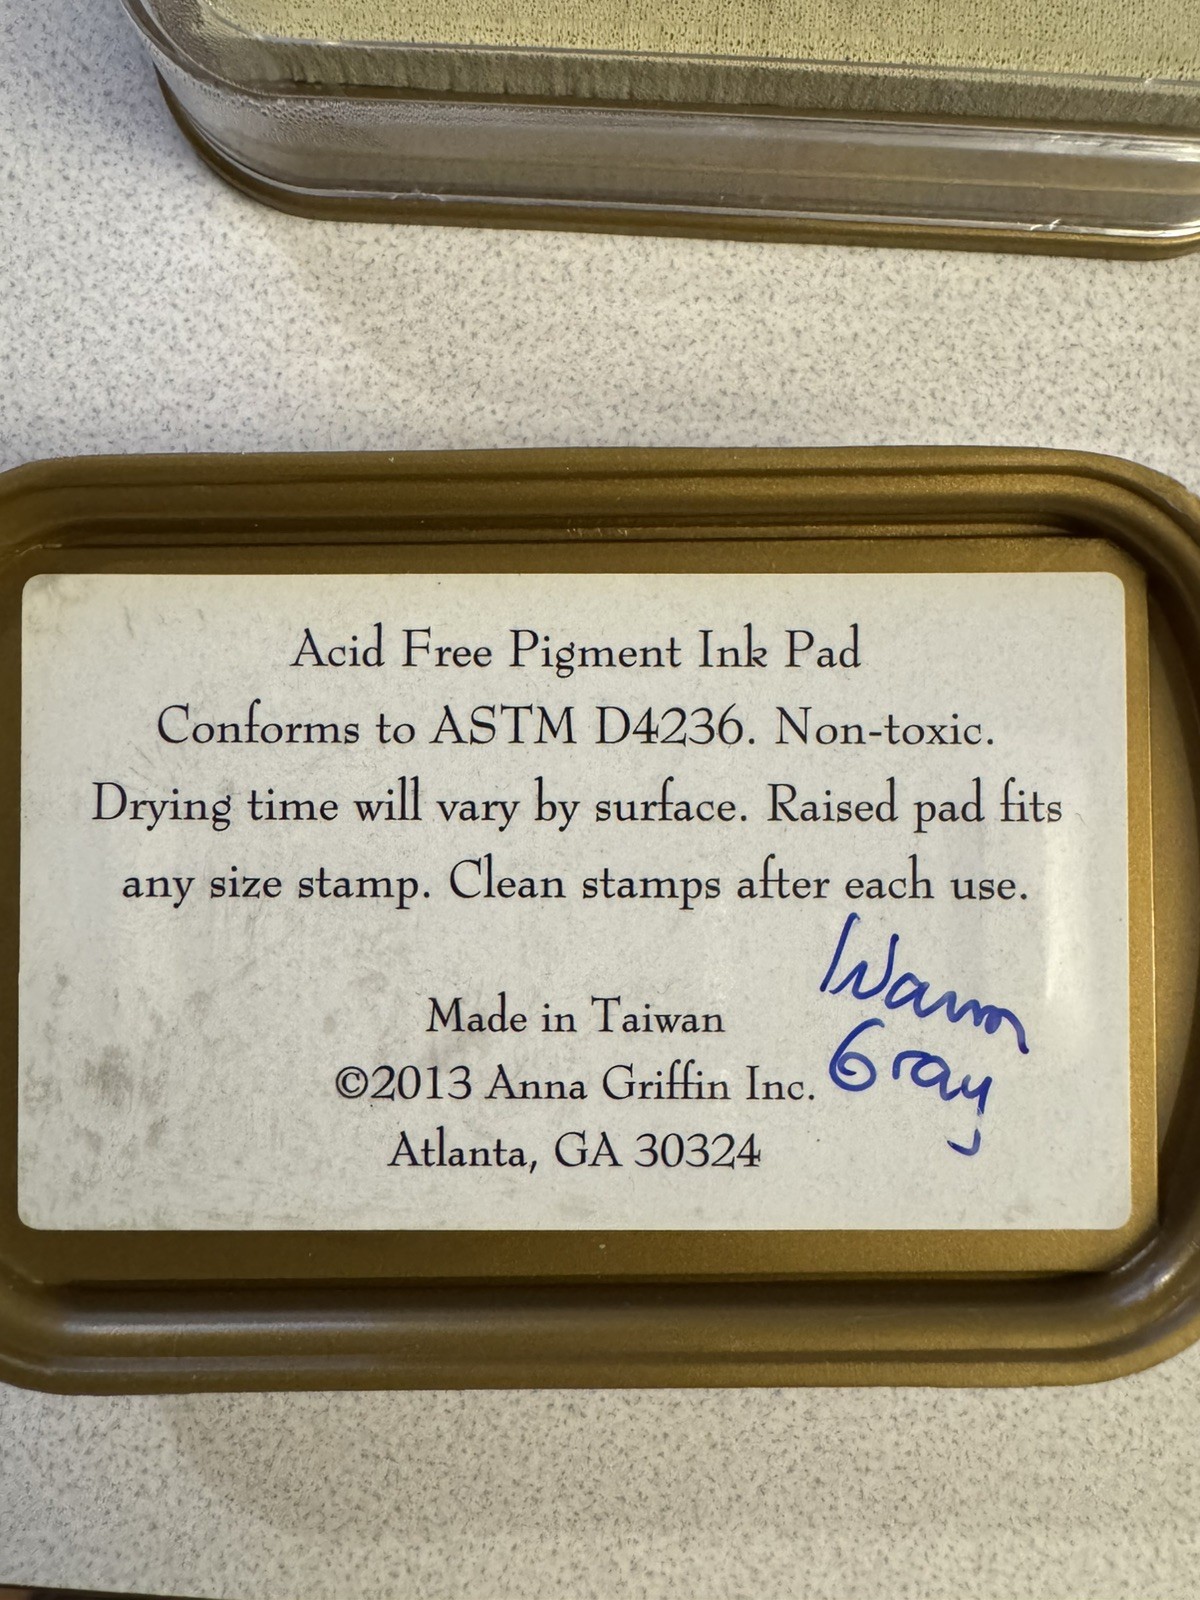 Acid Free Pigment Ink Pad
Conforms to ASTM D4236. Non-toxic.
Drying time will vary by surface. Raised pad fits
any size stamp. Clean stamps after each use.
Made in Taiwan
©2013 Anna Griffin Inc.
Atlanta, GA 30324
Warm
Gray